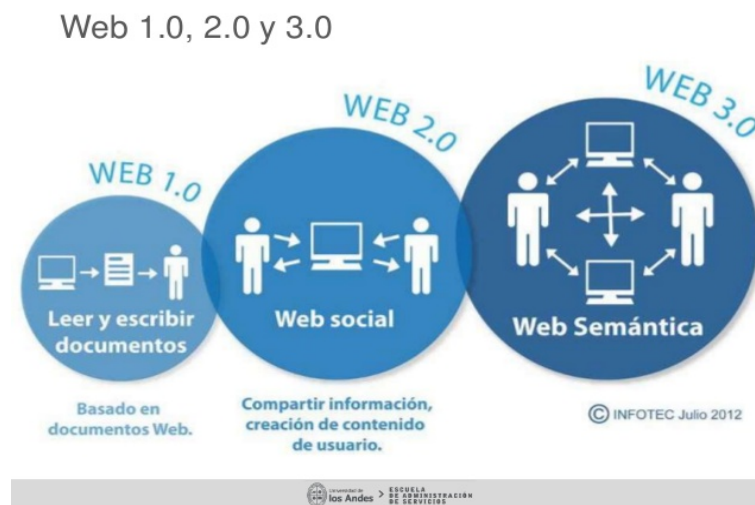 Web 1.0, 2.0 y 3.0
WEB 1.0
Leer y escribir
documentos
Basado en
documentos Web.
WEB 2.0
Web social
Compartir información,
creación de contenido
de usuario.
WEB 3.0
Web Semántica
© INFOTEC Julio 2012
Universidad de
los Andes
>
ESCUELA
DE ADMINISTRACIÓN
DE SERVICIOS